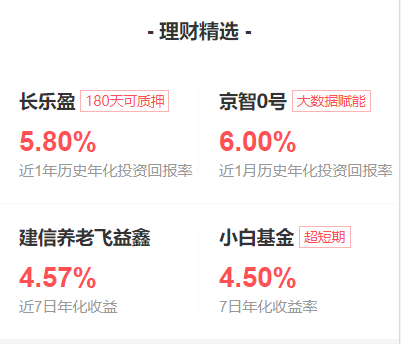 - 理财精选 -
长乐盈 180天可质押
5.80%
近1年历史年化投资回报率
京智0号 大数据赋能
6.00%
近1月历史年化投资回报率
建信养老飞益鑫
4.57%
近7日年化收益
小白基金 超短期
4.50%
7日年化收益率